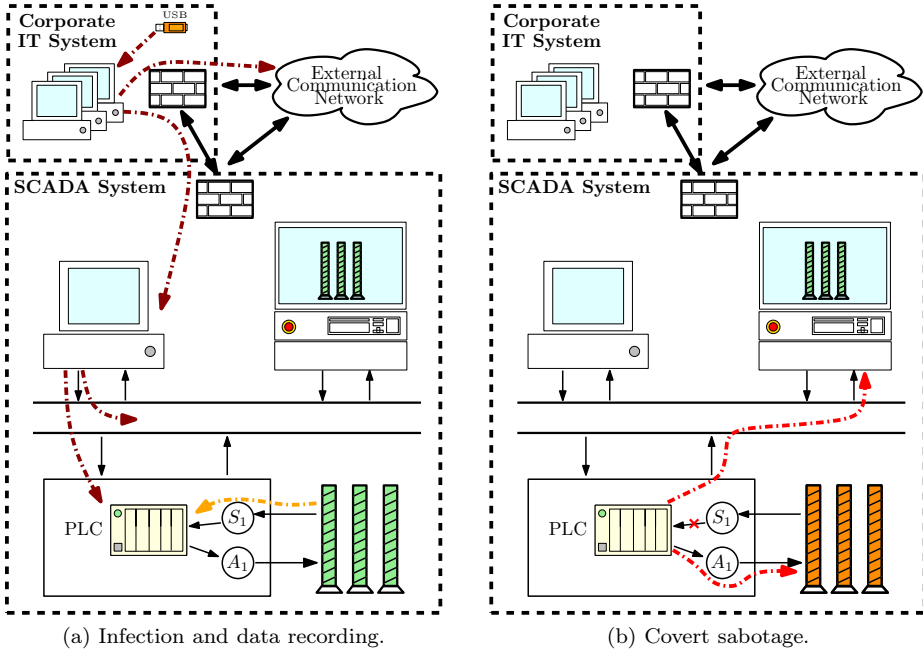 Corporate
IT System
USB
External
Communication
Network
SCADA System
PLC
S1
A1
(a) Infection and data recording.
Corporate
IT System
External
Communication
Network
SCADA System
PLC
S1
A1
(b) Covert sabotage.